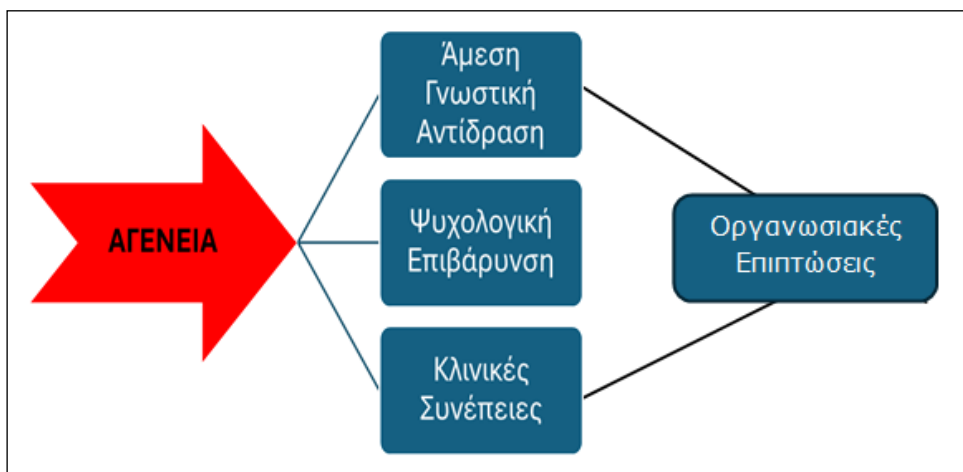 ΑΓΕΝΕΙΑ
Άμεση
Γνωστική
Αντίδραση
Ψυχολογική
Επιβάρυνση
Κλινικές
Συνέπειες
Οργανωσιακές
Επιπτώσεις